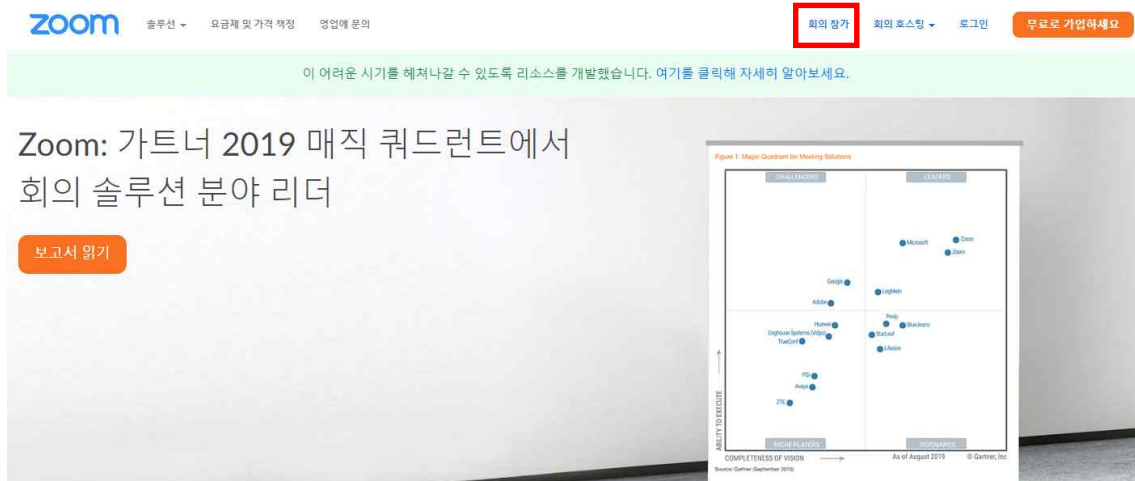 zoom
솔루션 요금제 및 가격 책정 영업에 문의 회의 참가 회의 호스팅 로그인 무료로 가입하세요
이 어려운 시기를 헤쳐나갈 수 있도록 리소스를 개발했습니다. 여기를 클릭해 자세히 알아보세요.
Zoom: 가트너 2019 매직 쿼드런트에서
회의 솔루션 분야 리더
보고서 읽기
Figure 1. Magic Quadrant for Meeting Solutions
CHALLENGERS LEADERS
Microsoft Cisco
Zoom
Google
LogMeIn
Adobe
Pexip
Huawei BlueJeans
Enghouse Systems (Vidyo) StarLeaf
TrueConf
Lifesize
PGi
Avaya
ZTE
ABILITY TO EXECUTE
NICHE PLAYERS VISIONARIES
COMPLETENESS OF VISION As of August 2019 © Gartner, Inc
Source: Gartner (September 2019)